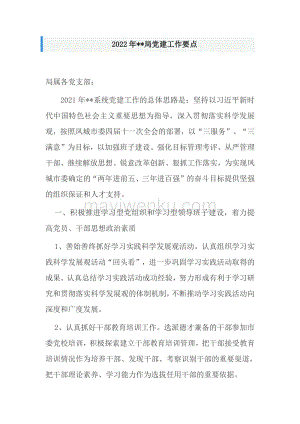 2022年**局党建工作要点
局属各党支部：
2021年**系统党建工作的总体思路是：坚持以习近平新时
代中国特色社会主义重要思想为指导，深入贯彻落实科学发展
观，按照凤城市委四届十一次全会的部署，以“三服务”、“三
满意”为目标，以加强班子建设、强化目标管理考评、从严管理
干部、继续解放思想、锐意改革创新、狠抓工作落实，为实现凤
城市委确定的“两年进前五、三年进百强”的奋斗目标提供坚强
的组织保证和人才支持。
一、积极推进学习型党组织和学习型领导班子建设，着力提
高党员、干部思想政治素质
1、善始善终抓好学习实践科学发展观活动。认真组织学习实
践科学发展观活动“回头看”，进一步巩固学习实践活动取得的成
果，认真总结学习实践活动成功经验，努力形成有利于学习研究
和贯彻落实科学发展观的体制机制，不断推动学习实践活动向
深度和广度发展。
2、认真抓好干部教育培训工作。选派德才兼备的干部参加市
委党校培训，积极探索建立干部教育培训管理，把干部接受教育
培训情况作为培养干部、发现干部、考察识别干部的重要渠道，
把干部理论素养、学习能力作为选拔任用干部的重要依据。